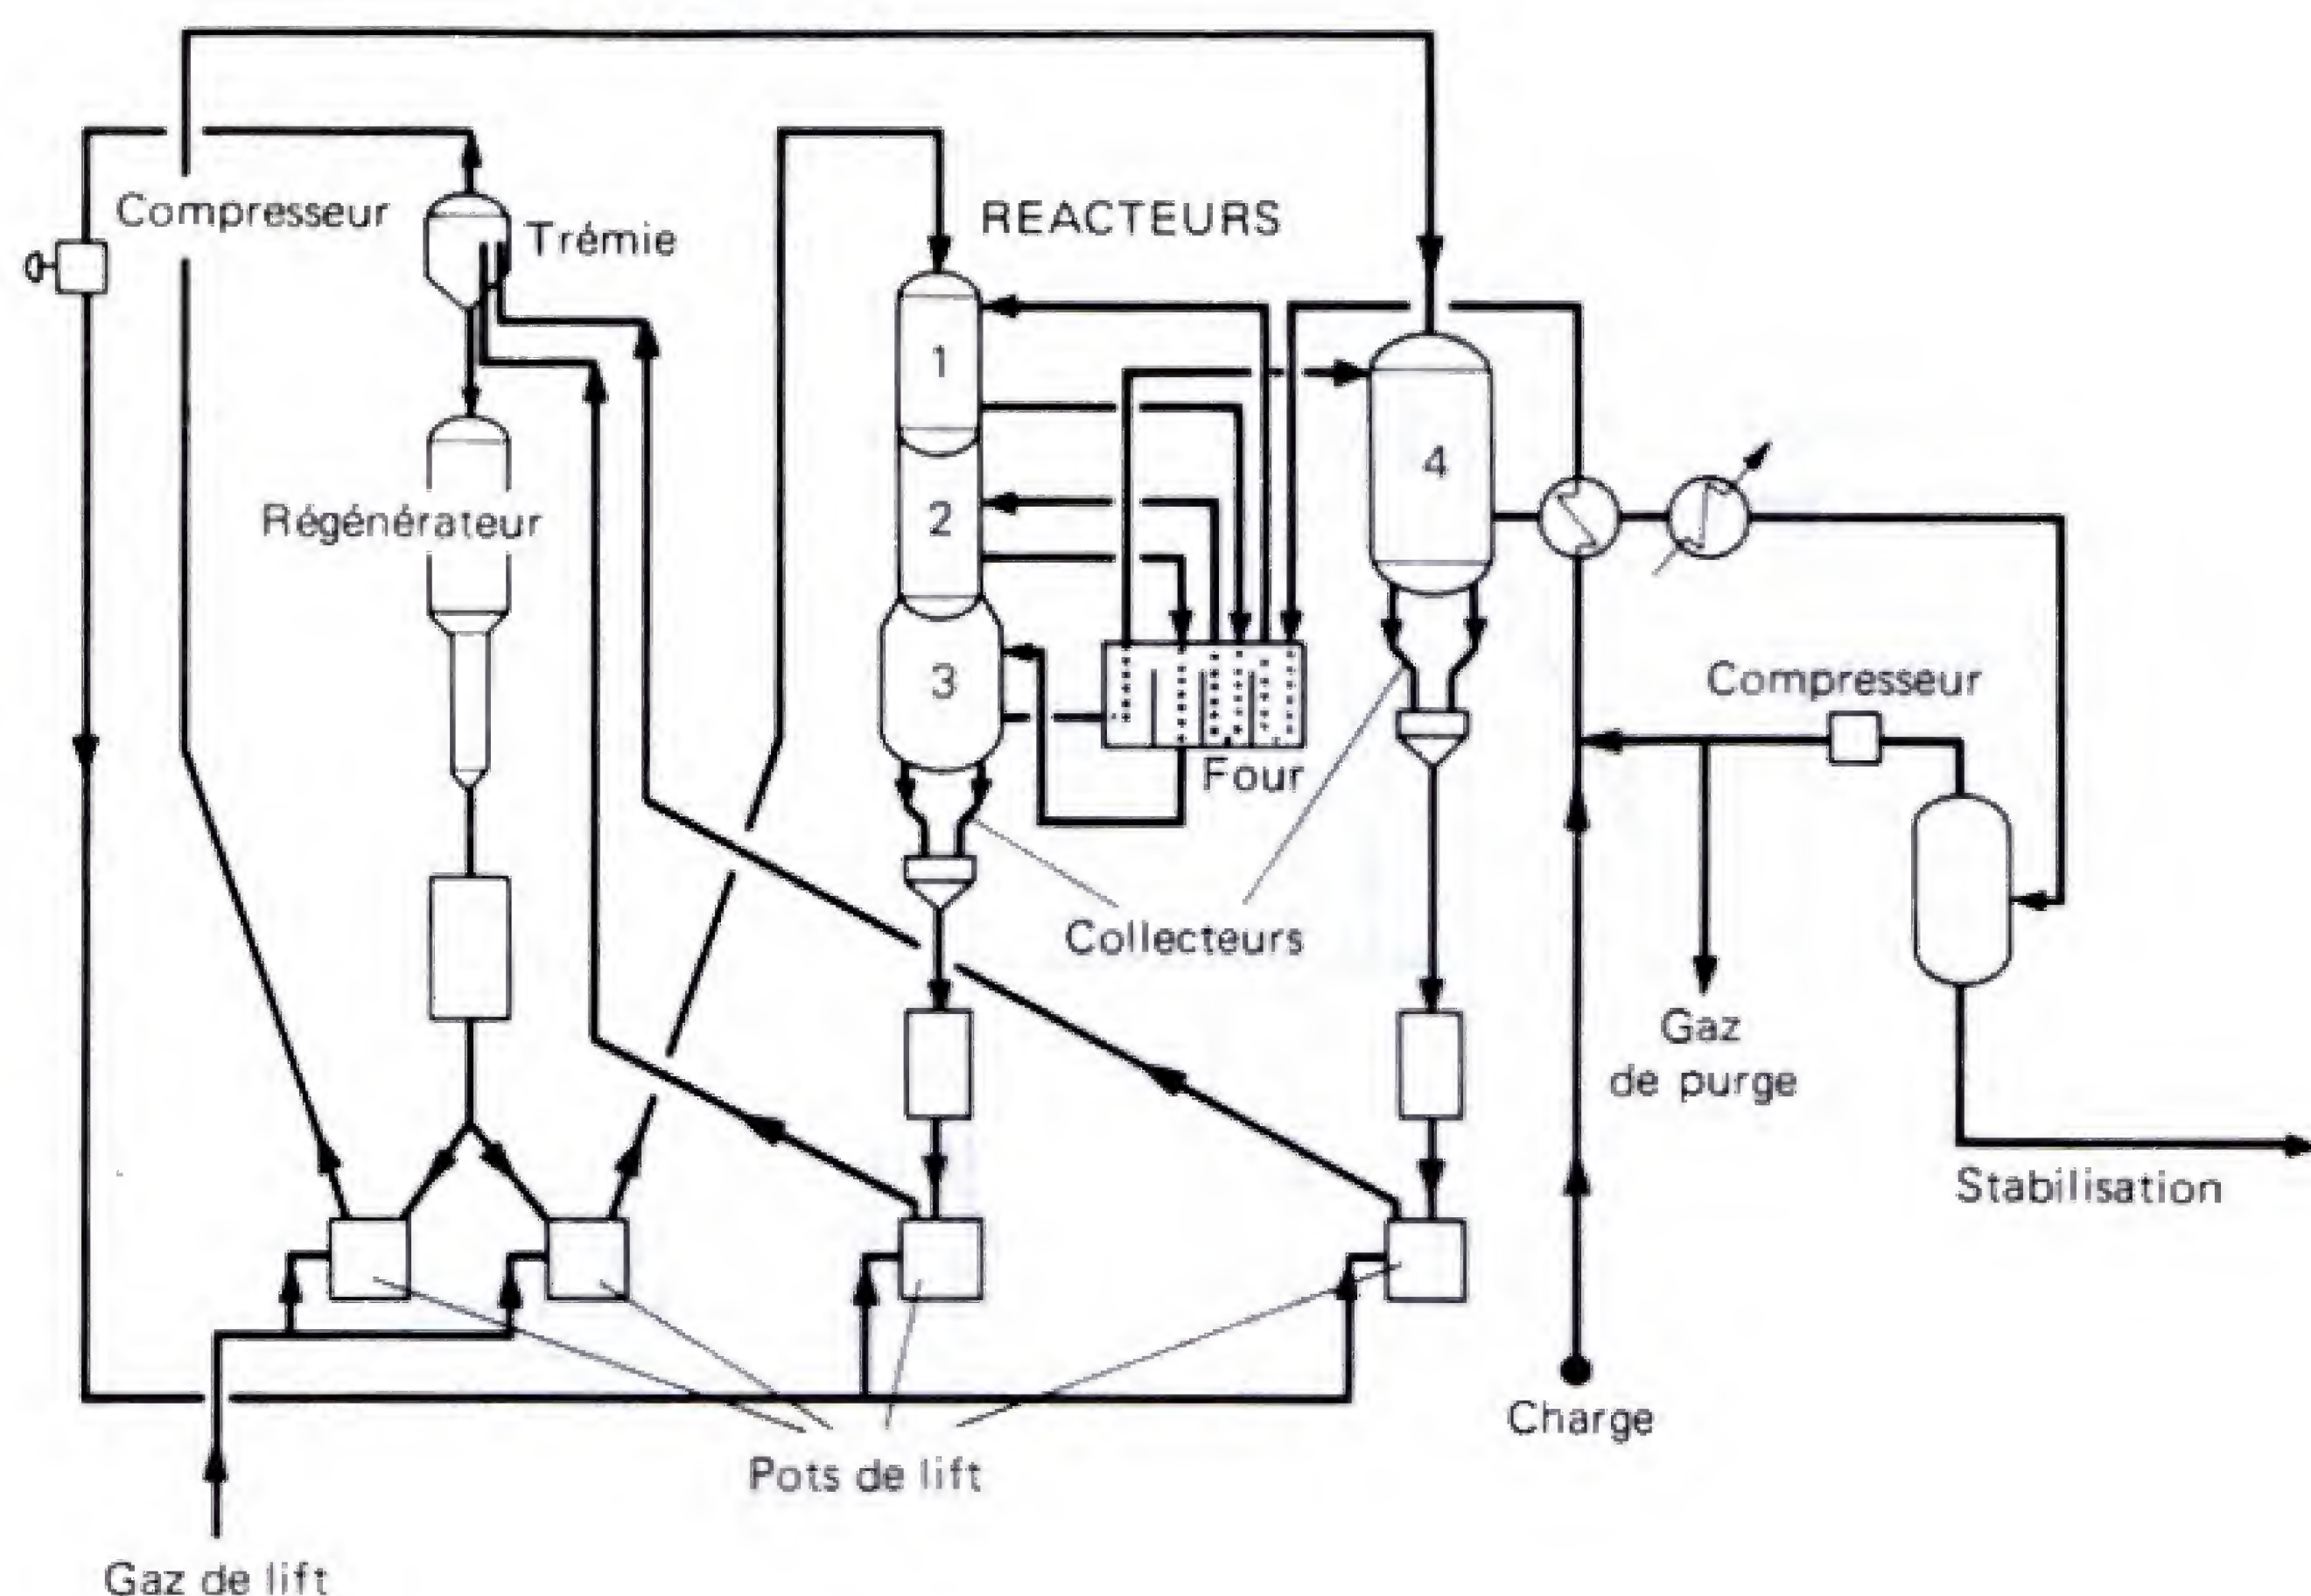 Compresseur
Trémie
REACTEURS
1
Régénérateur
2
4
3
Compresseur
Four
Collecteurs
Gaz
de purge
Stabilisation
Charge
Pots de lift
Gaz de lift